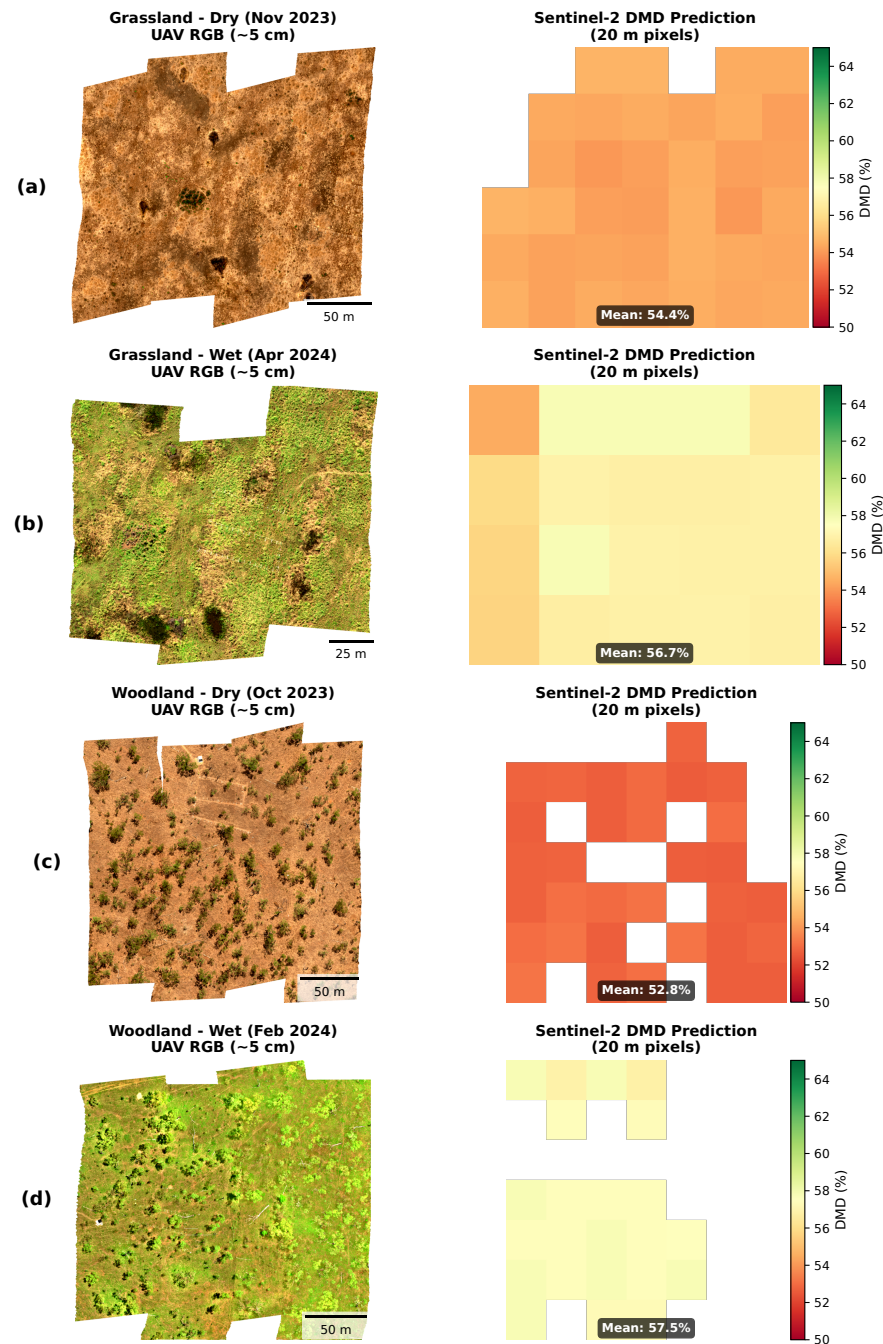 Grassland - Dry (Nov 2023)
UAV RGB (~5 cm)
Sentinel-2 DMD Prediction
(20 m pixels)
(a)
50 m
Mean: 54.4%
64
62
60
58
56
54
52
50
DMD (%)
Grassland - Wet (Apr 2024)
UAV RGB (~5 cm)
Sentinel-2 DMD Prediction
(20 m pixels)
(b)
25 m
Mean: 56.7%
64
62
60
58
56
54
52
50
DMD (%)
Woodland - Dry (Oct 2023)
UAV RGB (~5 cm)
Sentinel-2 DMD Prediction
(20 m pixels)
(c)
50 m
Mean: 52.8%
64
62
60
58
56
54
52
50
DMD (%)
Woodland - Wet (Feb 2024)
UAV RGB (~5 cm)
Sentinel-2 DMD Prediction
(20 m pixels)
(d)
50 m
Mean: 57.5%
64
62
60
58
56
54
52
50
DMD (%)